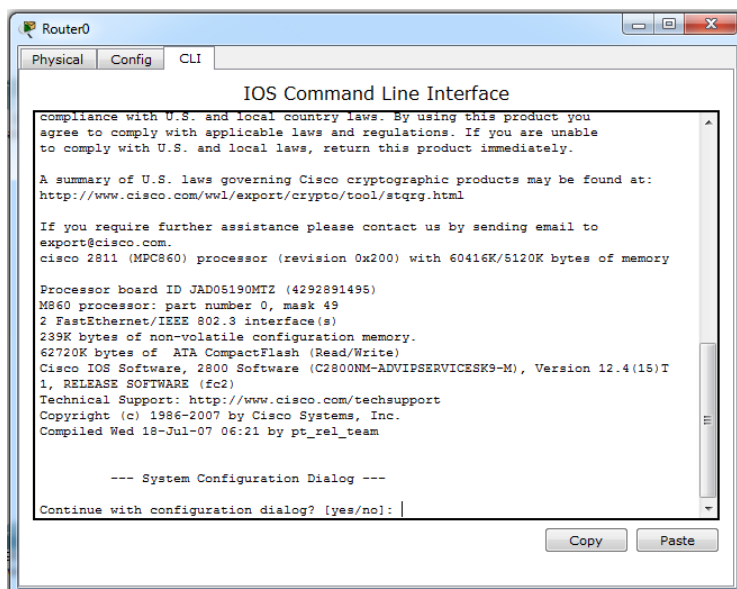 Router0
Physical Config CLI
IOS Command Line Interface
compliance with U.S. and local country laws. By using this product you
agree to comply with applicable laws and regulations. If you are unable
to comply with U.S. and local laws, return this product immediately.
A summary of U.S. laws governing Cisco cryptographic products may be found at:
http://www.cisco.com/wwl/export/crypto/tool/stqrg.html
If you require further assistance please contact us by sending email to
export@cisco.com.
cisco 2811 (MPC860) processor (revision 0x200) with 60416K/5120K bytes of memory
Processor board ID JAD05190MTZ (4292891495)
M860 processor: part number 0, mask 49
2 FastEthernet/IEEE 802.3 interface(s)
239K bytes of non-volatile configuration memory.
62720K bytes of  ATA CompactFlash (Read/Write)
Cisco IOS Software, 2800 Software (C2800NM-ADVIPSERVICESK9-M), Version 12.4(15)T
1, RELEASE SOFTWARE (fc2)
Technical Support: http://www.cisco.com/techsupport
Copyright (c) 1986-2007 by Cisco Systems, Inc.
Compiled Wed 18-Jul-07 06:21 by pt_rel_team
--- System Configuration Dialog ---
Continue with configuration dialog? [yes/no]:
Copy Paste